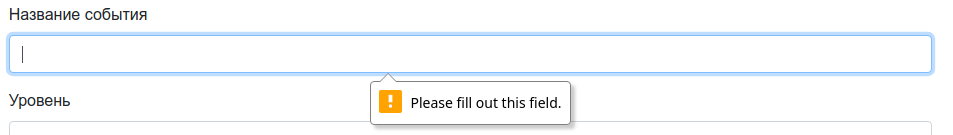 Название события
Please fill out this field.
Уровень